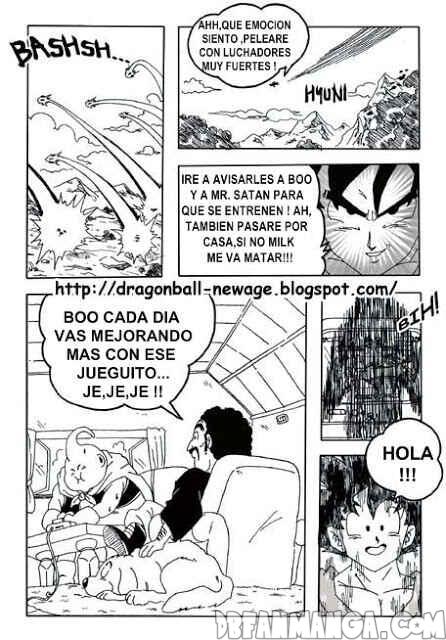 BASHSH...
AHH,QUE EMOCION
SIENTO ,PELEARE
CON LUCHADORES
MUY FUERTES !
HYUN!
IRE A AVISARLES A BOO
Y A MR. SATAN PARA
QUE SE ENTRENEN ! AH,
TAMBIEN PASARE POR
CASA,SI NO MILK
ME VA MATAR!!!
http://dragonball-newage.blogspot.com/
BOO CADA DIA
VAS MEJORANDO
MAS CON ESE
JUEGUITO...
JE,JE,JE !!
BIH!
HOLA
!!!
DBFANMANGA.COM